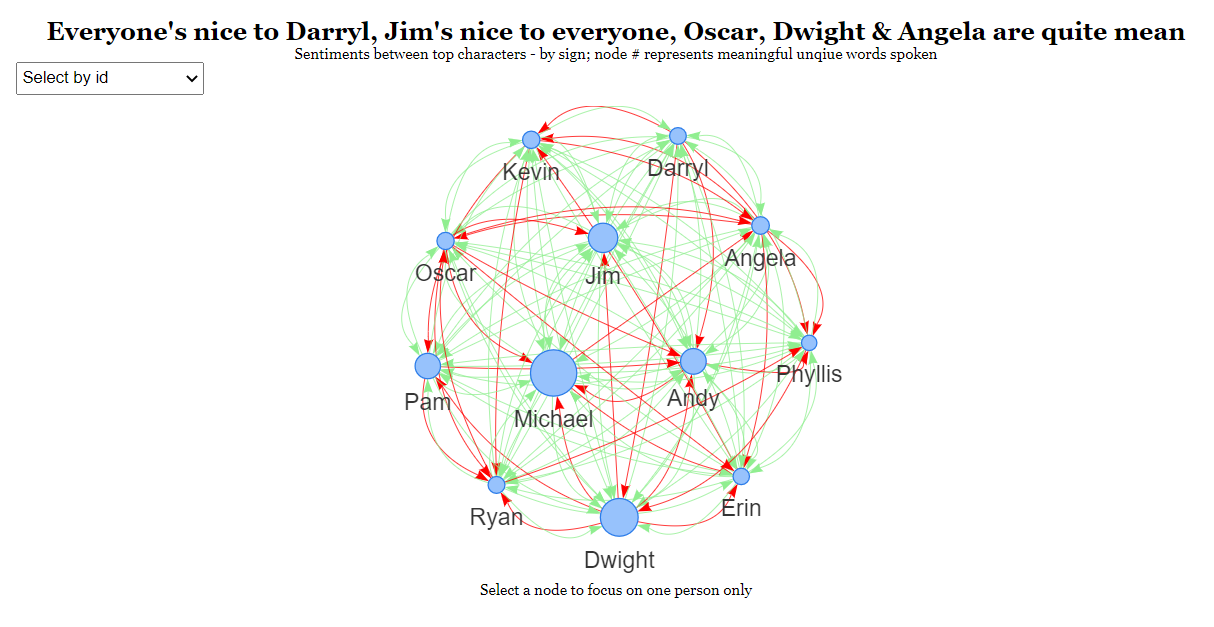 Everyone's nice to Darryl, Jim's nice to everyone, Oscar, Dwight & Angela are quite mean
Sentiments between top characters - by sign; node # represents meaningful unqiue words spoken
Select by id
Kevin
Darryl
Angela
Oscar
Jim
Phyllis
Pam
Andy
Michael
Erin
Ryan
Dwight
Select a node to focus on one person only